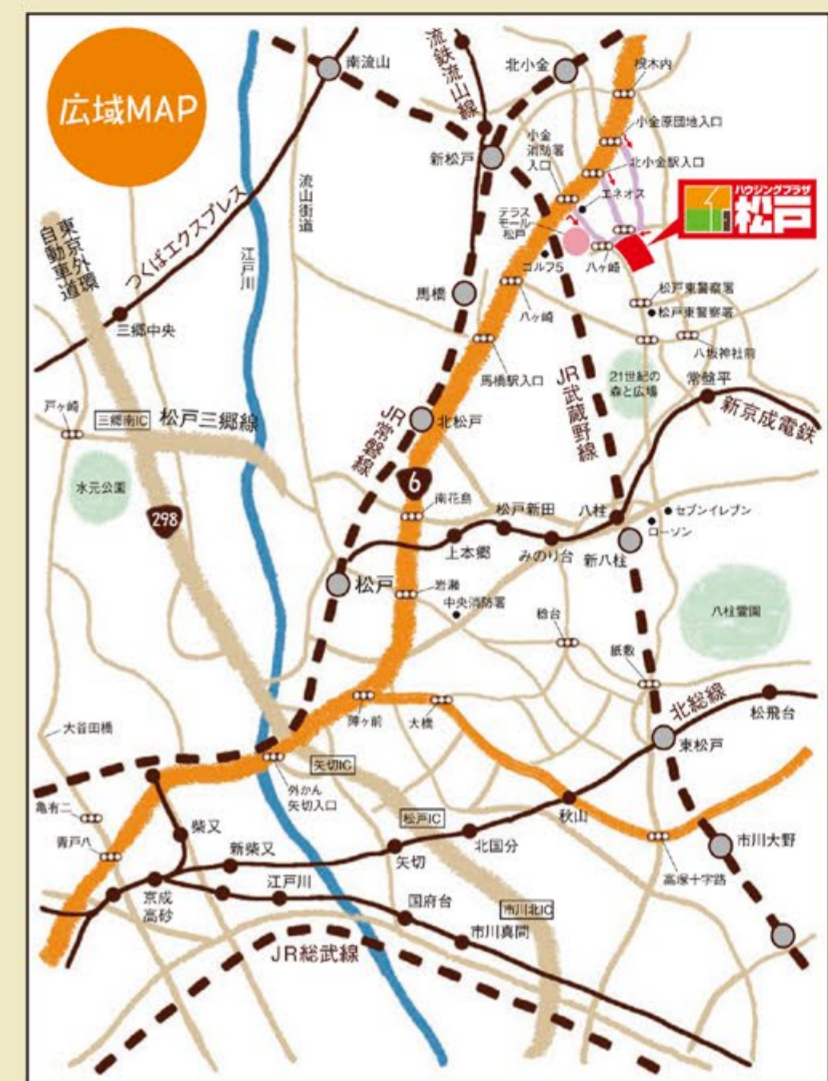 広域MAP
南流山
流鉄流山線
北小金
根木内
小金原団地入口
小金
消防署
入口
北小金駅入口
新松戸
エネオス
ハウジングプラザ
松戸
テラス
モール
松戸
流山街道
つくばエクスプレス
東京外環
自動車道
江戸川
ゴルフ5
八ヶ崎
馬橋
八ヶ崎
松戸東警察署
松戸東警察署
三郷中央
八坂神社前
馬橋駅入口
21世紀の
森と広場
常盤平
JR武蔵野線
新京成電鉄
戸ヶ崎
三郷南IC
松戸三郷線
JR常磐線
北松戸
6
水元公園
298
南花島
松戸新田
八柱
セブンイレブン
ローソン
上本郷
みのり台
新八柱
松戸
岩瀬
中央消防署
稔台
八柱霊園
紙敷
北総線
陣ヶ前
大橋
松飛台
大谷田橋
東松戸
矢切IC
外かん
矢切入口
亀有二
松戸IC
秋山
青戸八
柴又
新柴又
矢切
北国分
市川大野
高塚十字路
京成
高砂
江戸川
国府台
市川北IC
市川真間
JR総武線